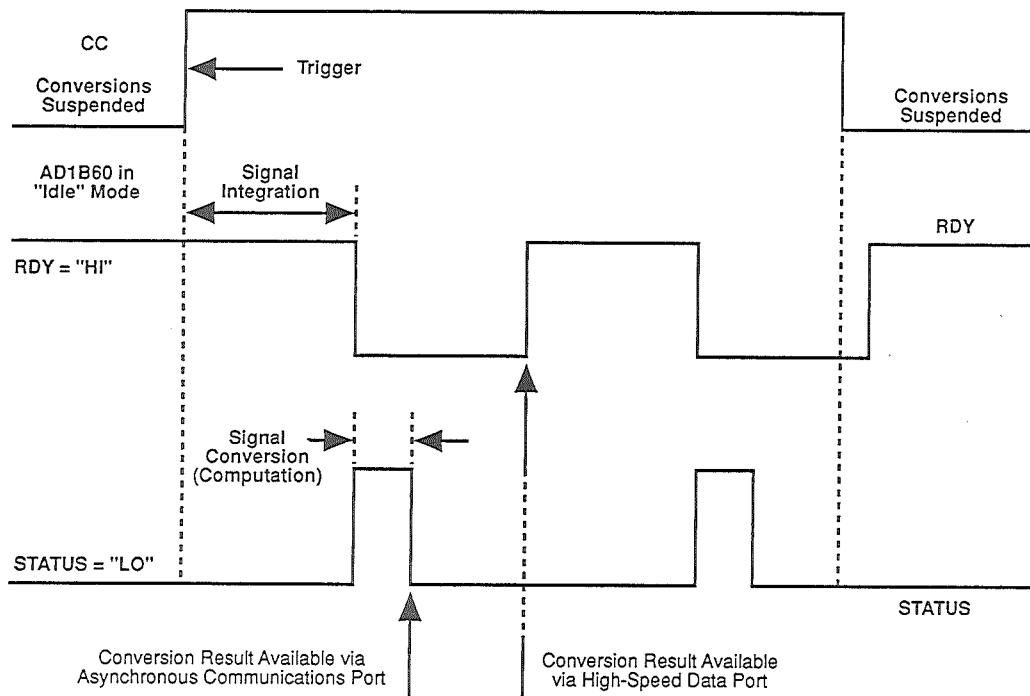 CC
Trigger
Conversions
Suspended
Conversions
Suspended
AD1B60 in
"Idle" Mode
Signal
Integration
RDY
RDY = "HI"
Signal
Conversion
(Computation)
STATUS = "LO"
STATUS
Conversion Result Available via
Asynchronous Communications Port
Conversion Result Available
via High-Speed Data Port